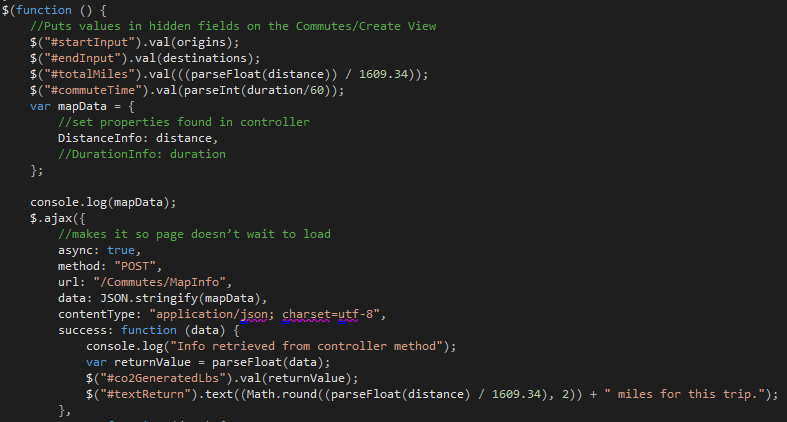 $(function () {
//Puts values in hidden fields on the Commutes/Create View
$("#startInput").val(origins);
$("#endInput").val(destinations);
$("#totalMiles").val(((parseFloat(distance)) / 1609.34));
$("#commuteTime").val(parseInt(duration/60));
var mapData = {
//set properties found in controller
DistanceInfo: distance,
//DurationInfo: duration
};
console.log(mapData);
$.ajax({
//makes it so page doesn’t wait to load
async: true,
method: "POST",
url: "/Commutes/MapInfo",
data: JSON.stringify(mapData),
contentType: "application/json; charset=utf-8",
success: function (data) {
console.log("Info retrieved from controller method");
var returnValue = parseFloat(data);
$("#co2GeneratedLbs").val(returnValue);
$("#textReturn").text((Math.round((parseFloat(distance) / 1609.34), 2)) + " miles for this trip.");
},